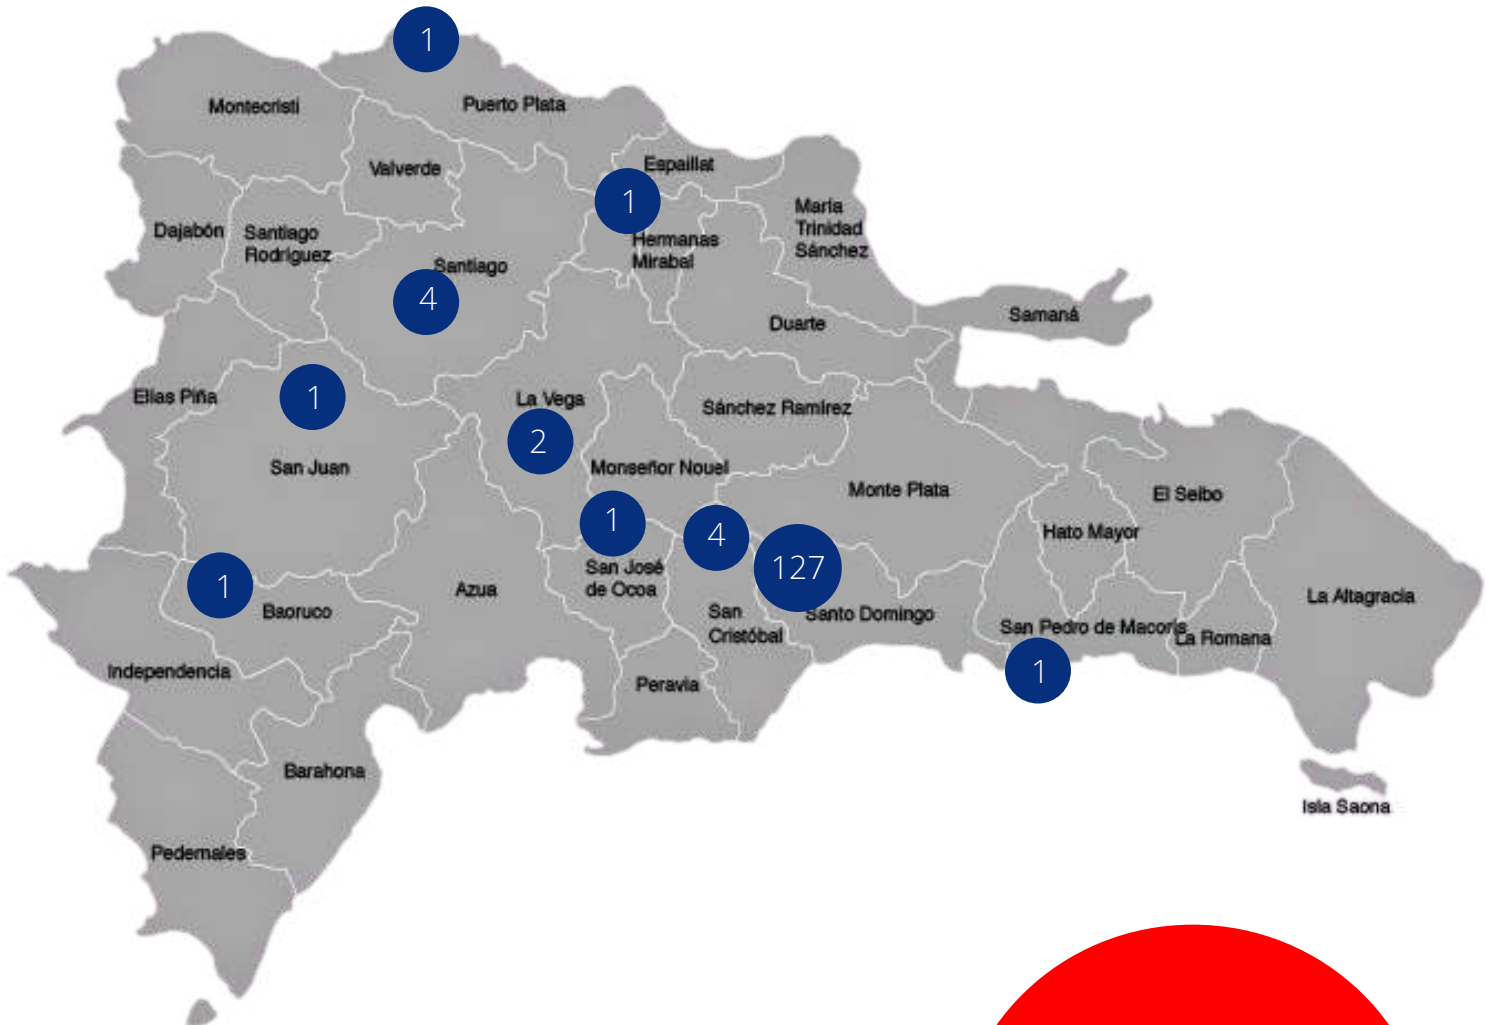 1
Montecristi
Puerto Plata
Valverde
Espaillat
1
Dajabón
Santiago
Rodríguez
Santiago
4
Hermanas
Mirabal
María
Trinidad
Sánchez
Duarte
Samaná
Elías Piña
1
San Juan
La Vega
2
Sánchez Ramírez
Monseñor Nouel
Monte Plata
El Seibo
Hato Mayor
1
4
127
1
Baoruco
Azua
San José
de Ocoa
San
Cristóbal
Santo Domingo
San Pedro de Macorís
La Romana
La Altagracia
1
Independencia
Peravia
Barahona
Isla Saona
Pedernales